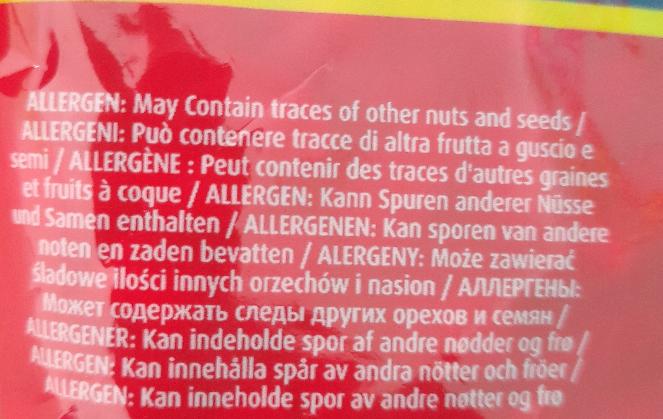 ALLERGEN: May Contain traces of other nuts and seeds /
ALLERGENI: Può contenere tracce di altra frutta a guscio e
semi / ALLERGÈNE : Peut contenir des traces d'autres graines
et fruits à coque / ALLERGEN: Kann Spuren anderer Nüsse
und Samen enthalten / ALLERGENEN: Kan sporen van andere
noten en zaden bevatten / ALERGENY: Może zawierać
śladowe ilości innych orzechów i nasion / АЛЛЕРГЕНЫ:
Может содержать следы других орехов и семян /
ALLERGENER: Kan indeholde spor af andre nødder og frø /
ALLERGEN: Kan innehålla spår av andra nötter och fröer /
ALLERGEN: Kan inneholde spor av andre nøtter og frø